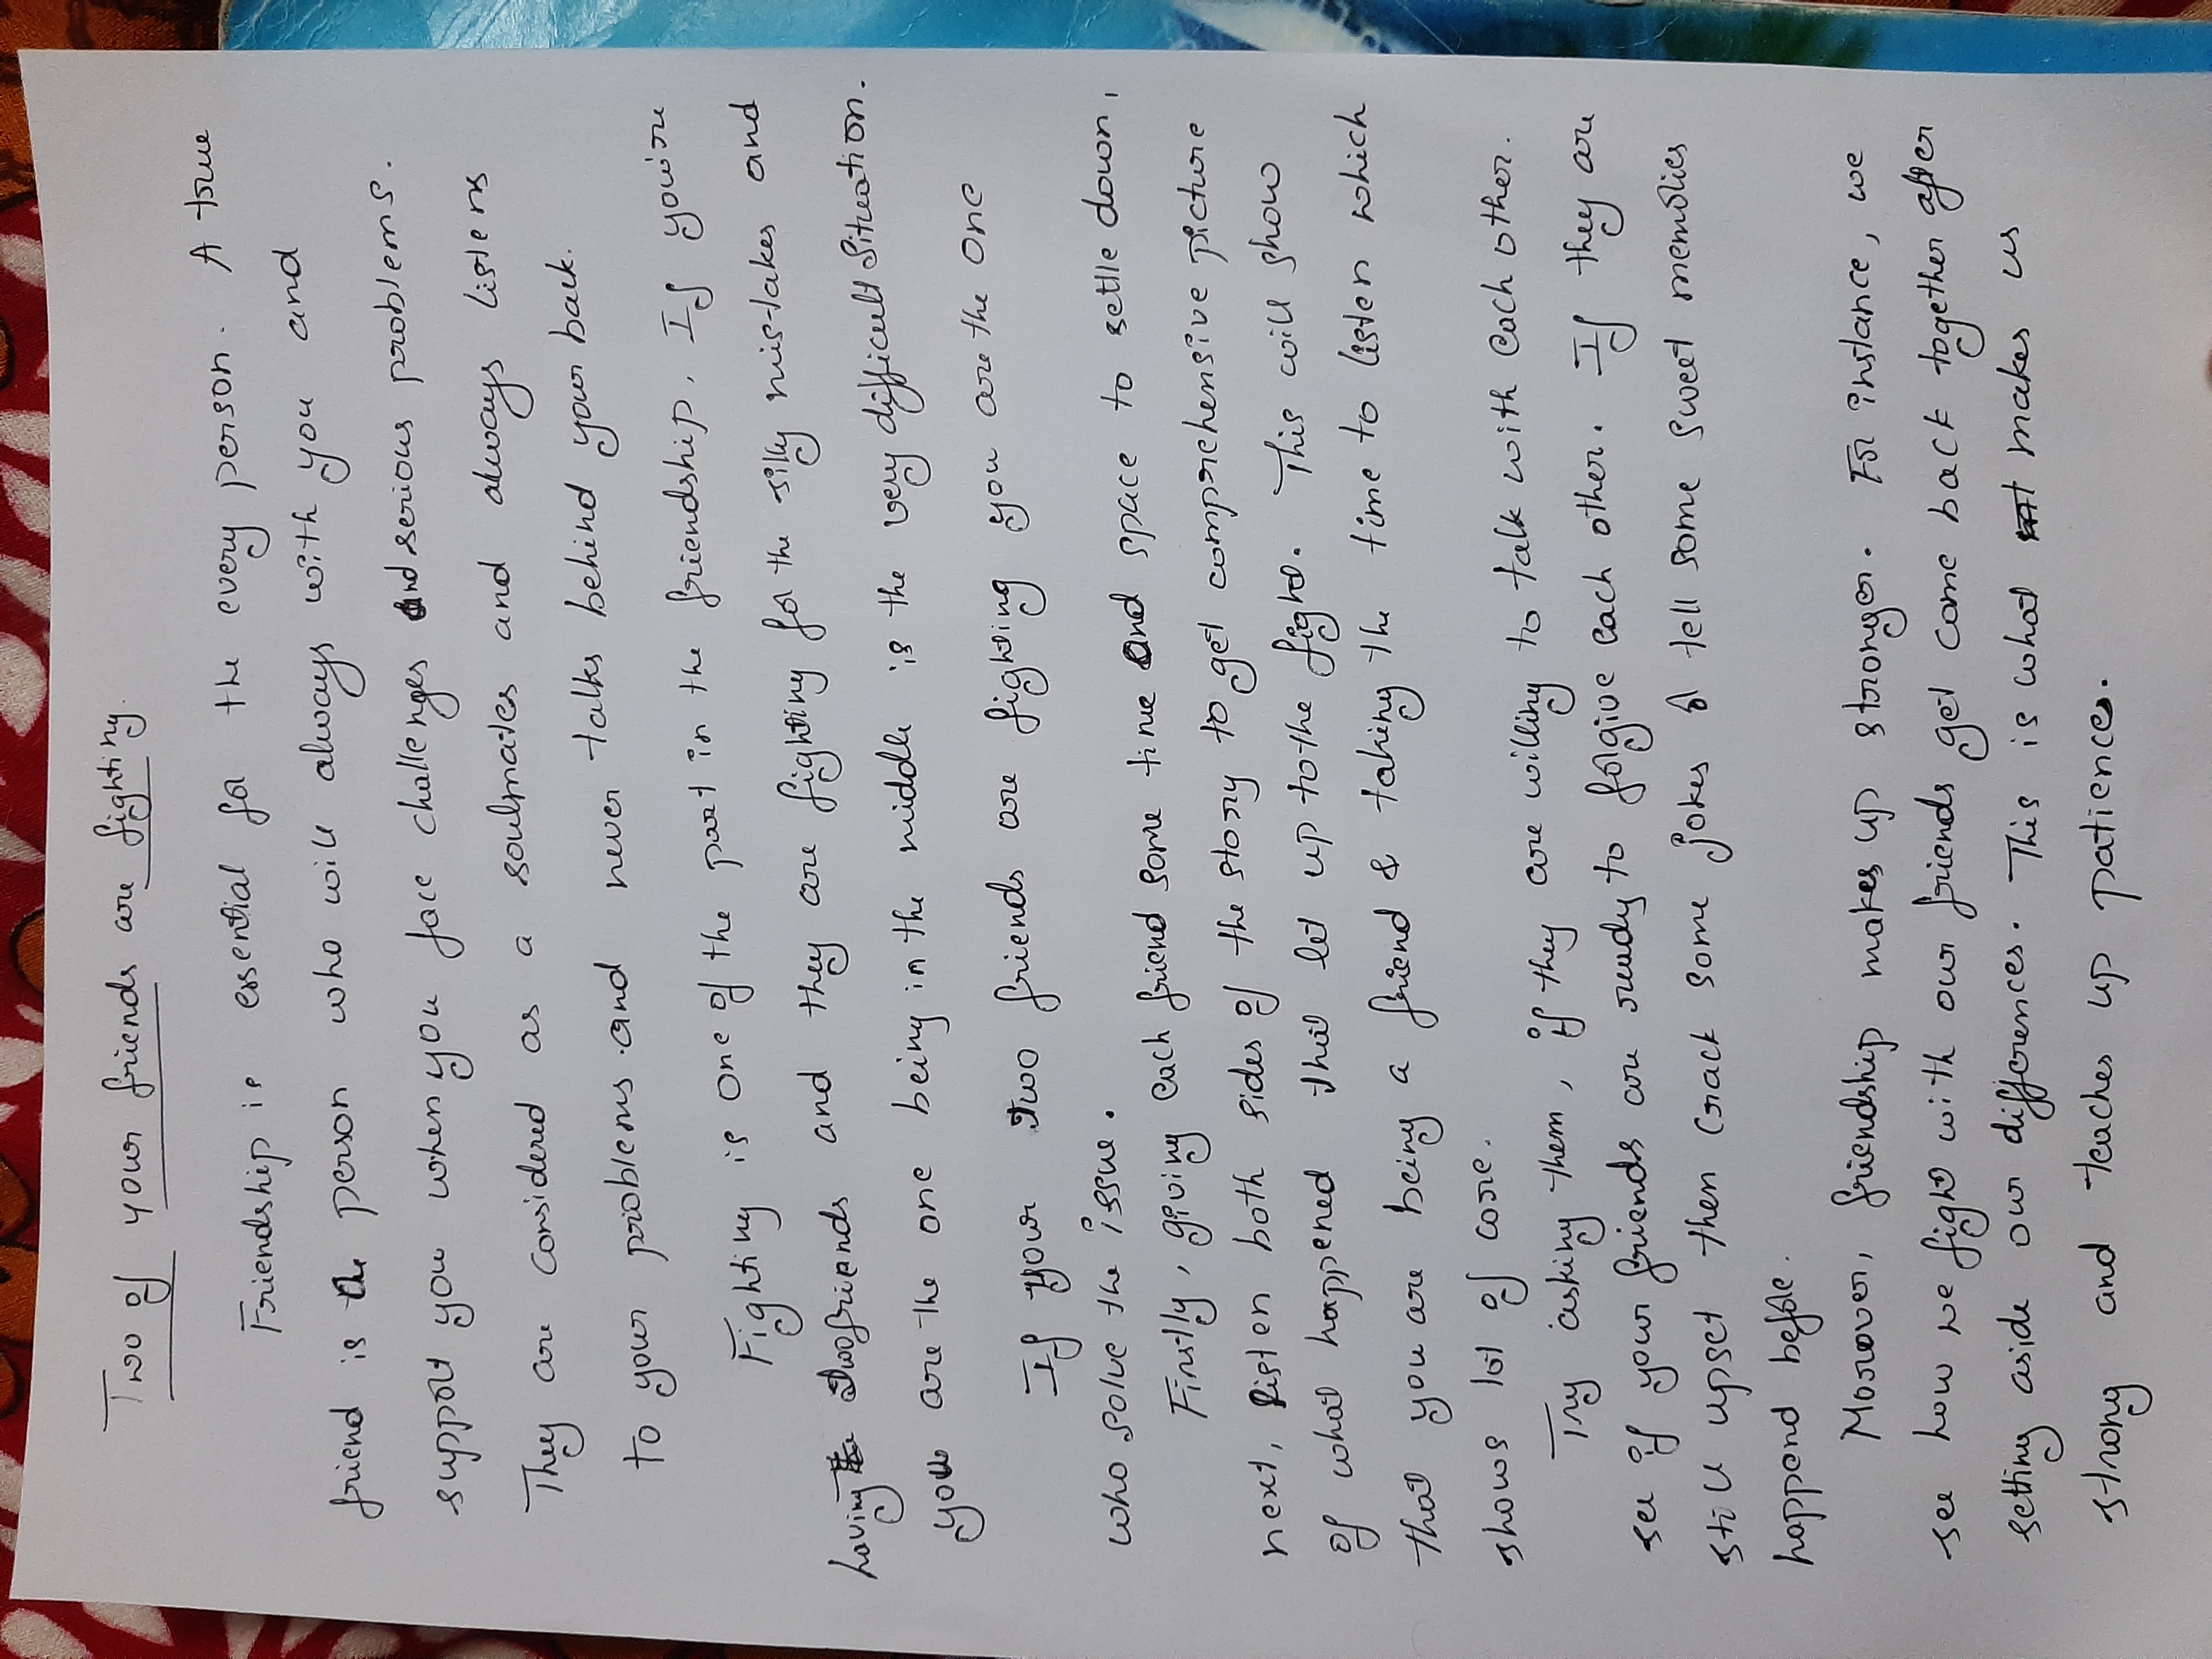 Two of your friends are fighting.
Friendship is essential for the every person. A true
friend is the person who will always with you and
support you when you face challenges and serious problems.
They are considered as a soulmates and always listens
to your problems and never talks behind your back.
Fighting is one of the part in the friendship. If you're
having two friends and they are fighting for the silly mistakes and
you are the one being in the middle is the very difficult situation.
If your two friends are fighting you are the one
who solve the issue.
Firstly, giving each friend some time and space to settle down,
next, listen both sides of the story to get comprehensive picture
of what happened that let up to the fight. This will show
that you are being a friend & taking the time to listen which
shows lot of care.
Try asking them, if they are willing to talk with each other.
see if your friends are ready to forgive each other. If they are
still upset then crack some jokes & tell some sweet memories
happend before.
Morover, friendship makes up stronger. For instance, we
see how we fight with our friends get come back together after
setting aside our differences. This is what makes us
strong and teaches up patience.